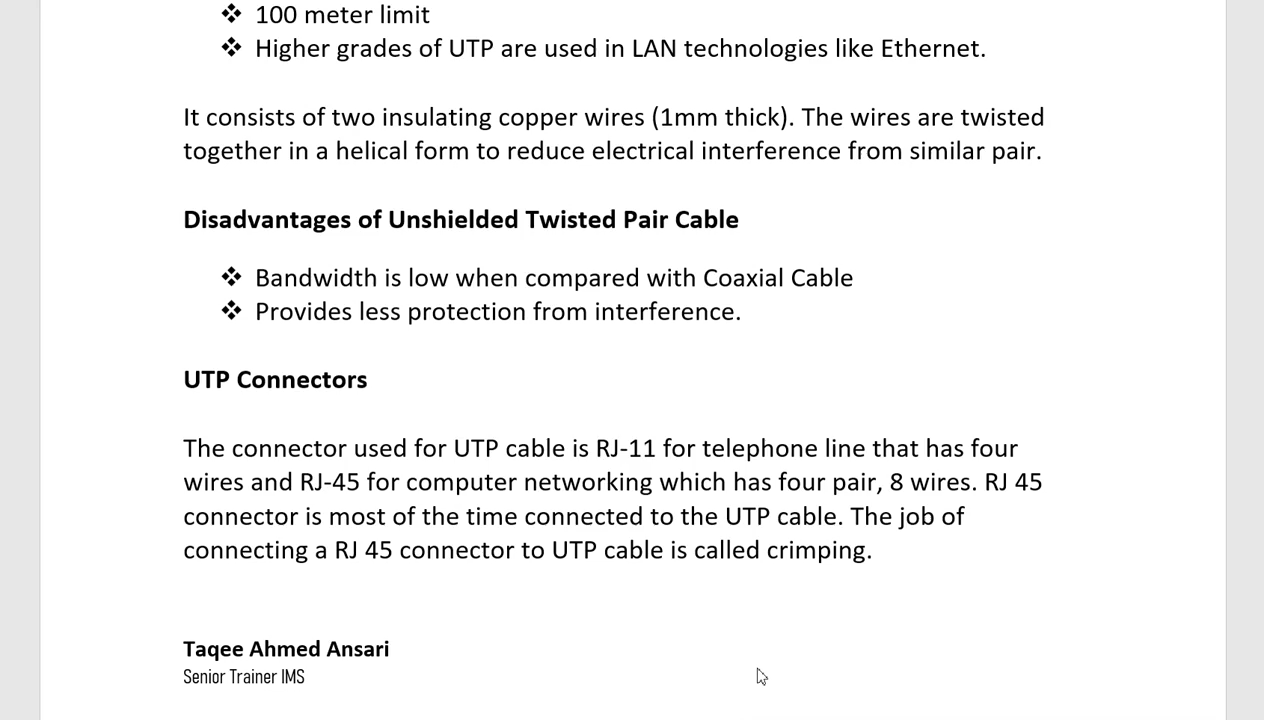 ❖ 100 meter limit
❖ Higher grades of UTP are used in LAN technologies like Ethernet.
It consists of two insulating copper wires (1mm thick). The wires are twisted
together in a helical form to reduce electrical interference from similar pair.
Disadvantages of Unshielded Twisted Pair Cable
❖ Bandwidth is low when compared with Coaxial Cable
❖ Provides less protection from interference.
UTP Connectors
The connector used for UTP cable is RJ-11 for telephone line that has four
wires and RJ-45 for computer networking which has four pair, 8 wires. RJ 45
connector is most of the time connected to the UTP cable. The job of
connecting a RJ 45 connector to UTP cable is called crimping.
Taqee Ahmed Ansari
Senior Trainer IMS